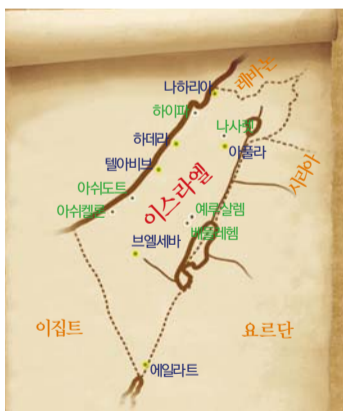 레바논
나하리아
하이파
나사렛
하데라
아풀라
텔아비브
시리아
이스라엘
아쉬도트
아쉬켈론
예루살렘
베들레헴
브엘세바
이집트
요르단
에일라트